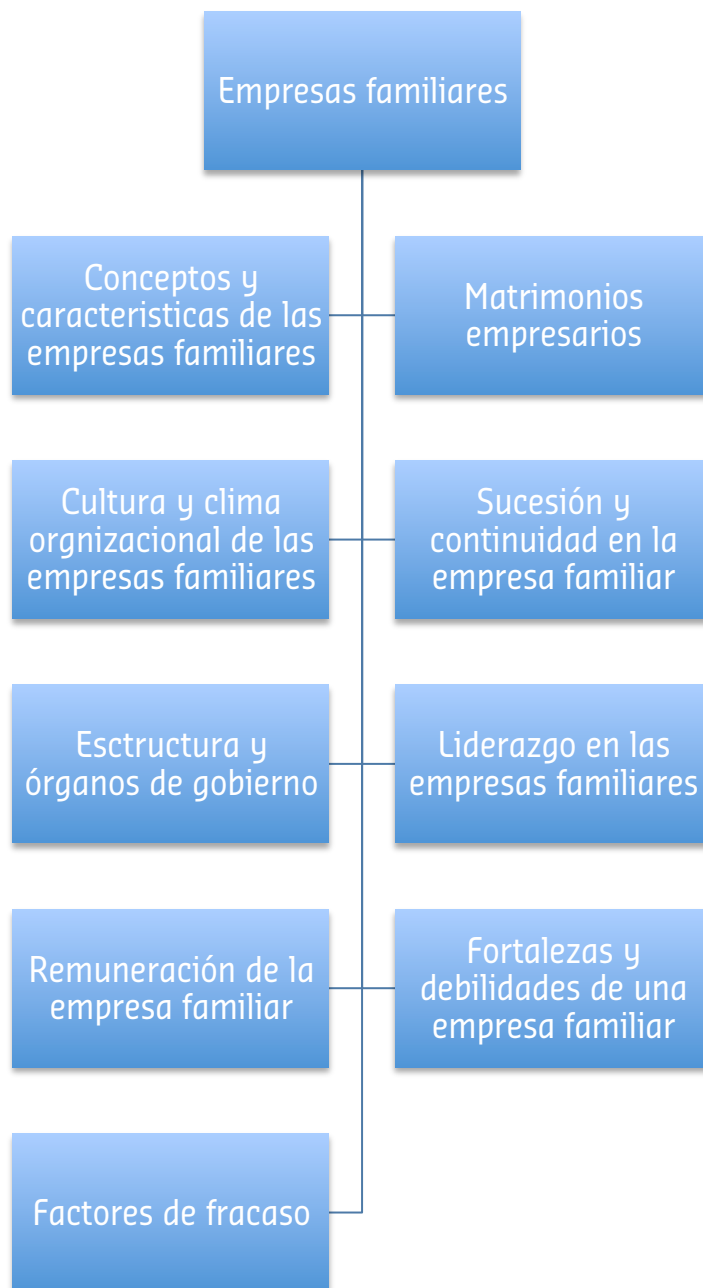 Empresas familiares
Conceptos y
caracteristicas de las
empresas familiares
Matrimonios
empresarios
Cultura y clima
orgnizacional de las
empresas familiares
Sucesión y
continuidad en la
empresa familiar
Esctructura y
órganos de gobierno
Liderazgo en las
empresas familiares
Remuneración de la
empresa familiar
Fortalezas y
debilidades de una
empresa familiar
Factores de fracaso